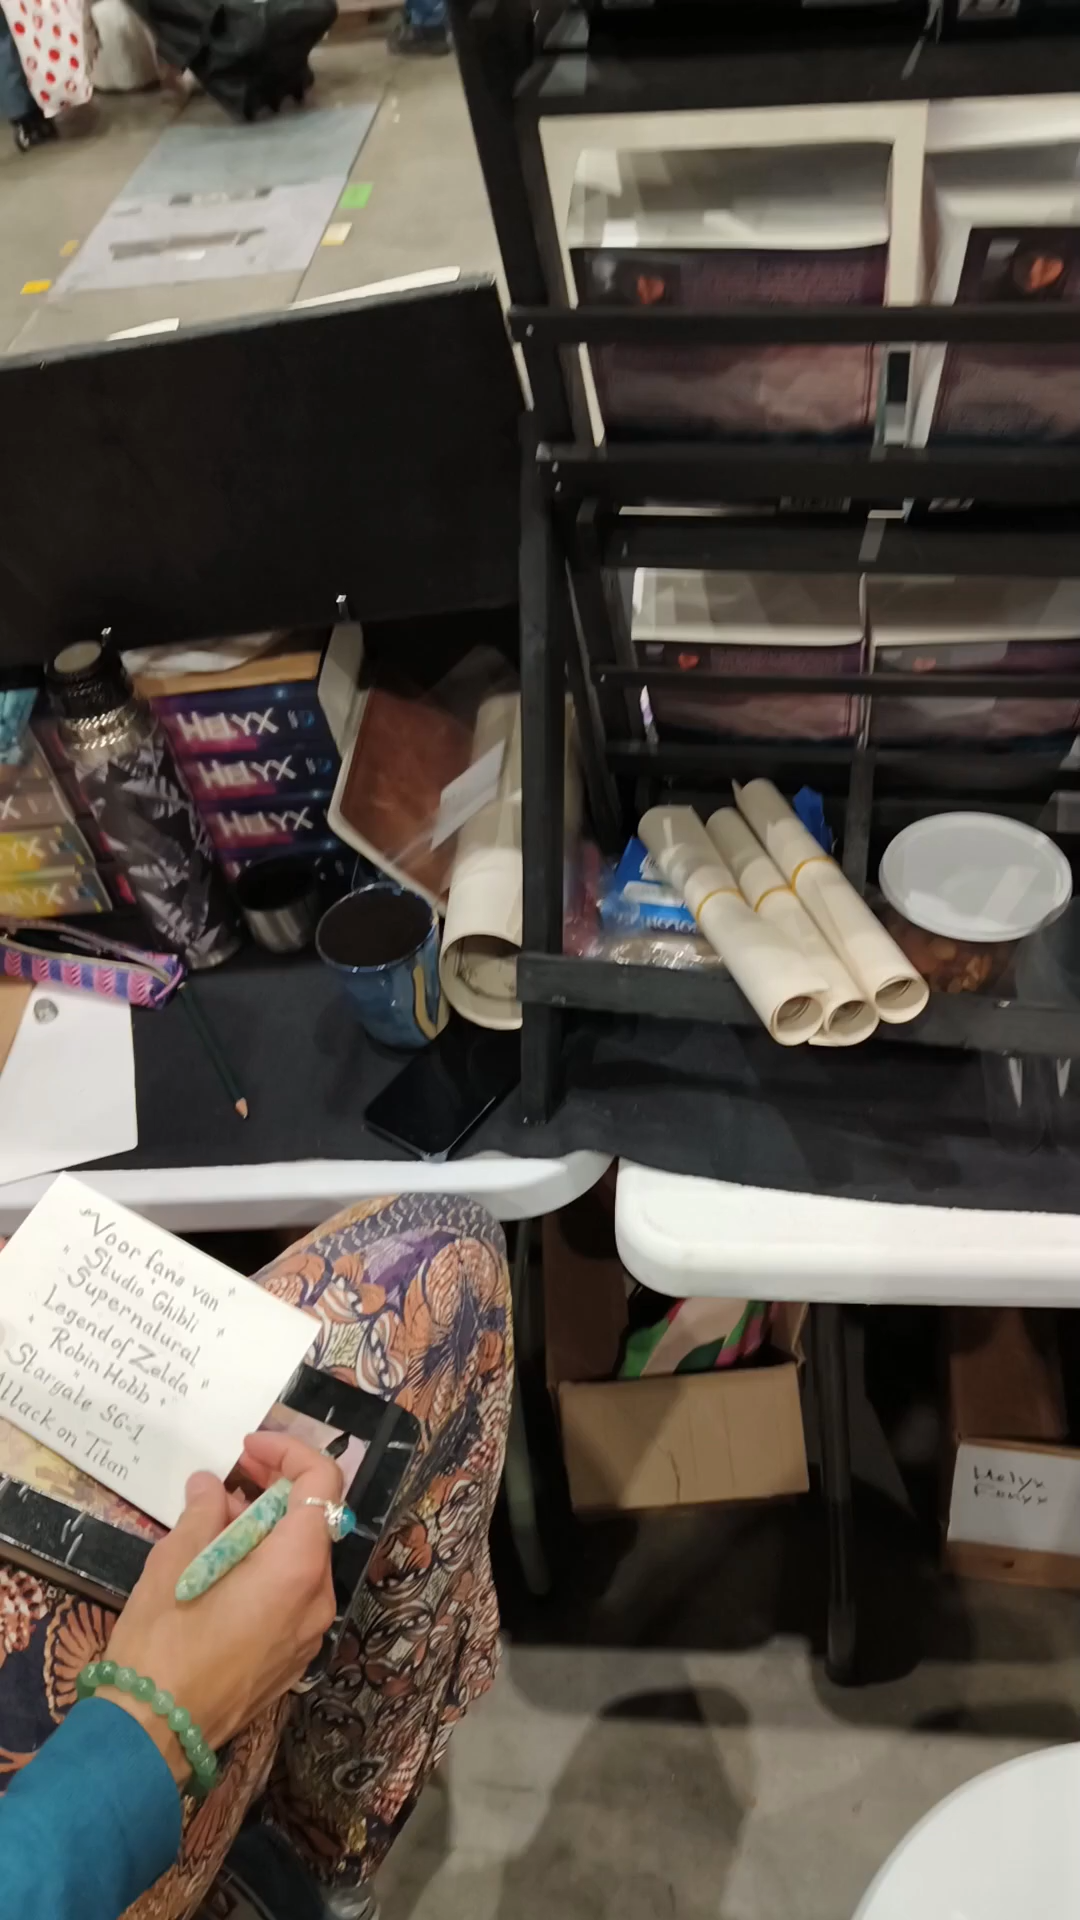 HELYX
HELYX
HELYX
"Voor fans van
" Studio Ghibli "
Supernatural
Legend of Zelda
" Robin Hobb "
Stargate SG-1
Attack on Titan"
Helyx
Fenyx